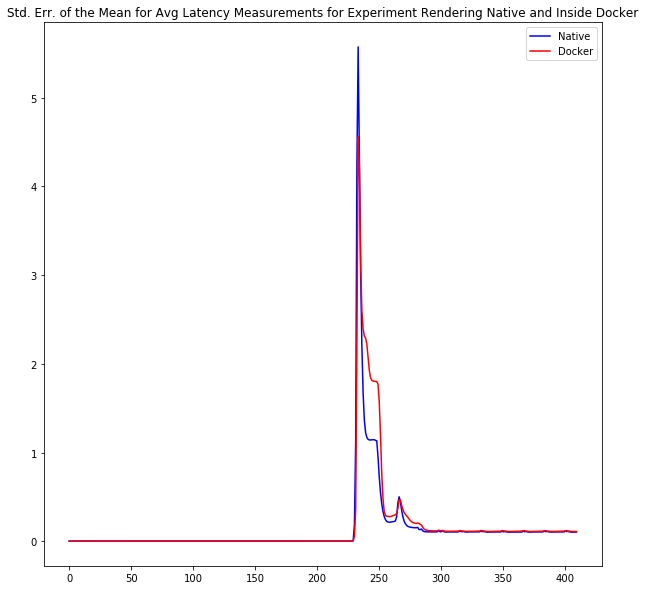 Std. Err. of the Mean for Avg Latency Measurements for Experiment Rendering Native and Inside Docker
Native
Docker
5
4
3
2
1
0
0 50 100 150 200 250 300 350 400